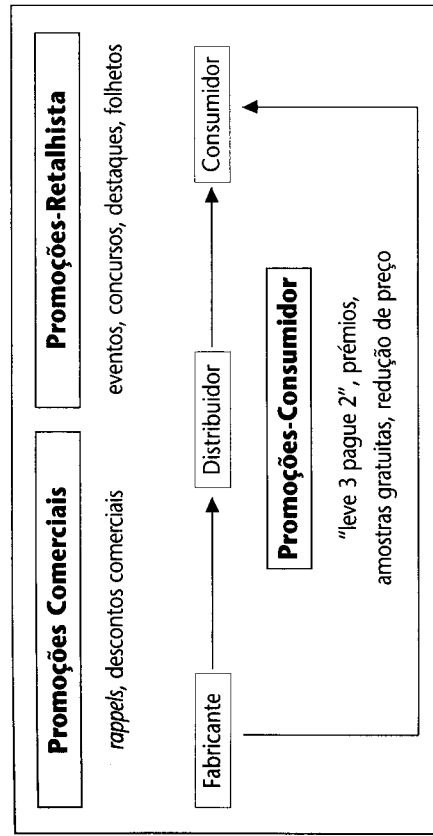 Promoções Comerciais
rappels, descontos comerciais
Promoções-Retalhista
eventos, concursos, destaques, folhetos
Fabricante
Distribuidor
Consumidor
Promoções-Consumidor
"leve 3 pague 2", prémios,
amostras gratuitas, redução de preço